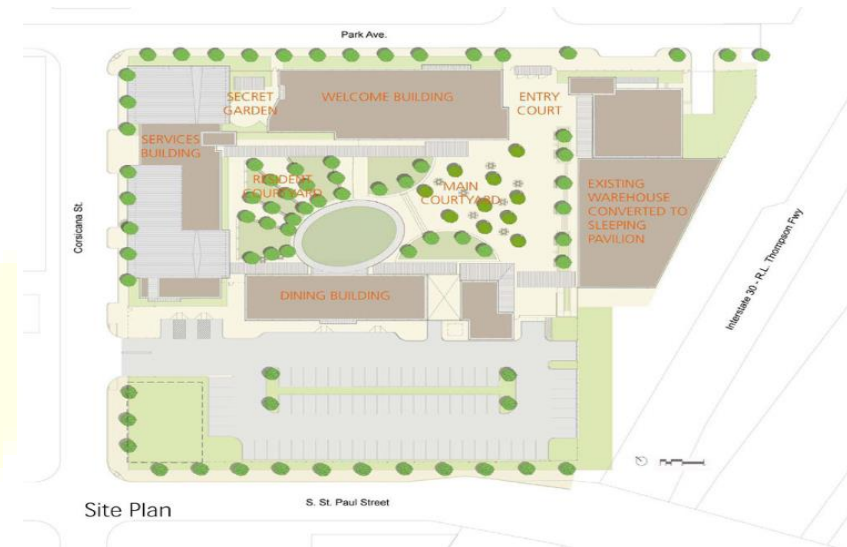 Park Ave.
SECRET
GARDEN
WELCOME BUILDING
ENTRY
COURT
SERVICES
BUILDING
RESIDENT
COURTYARD
MAIN
COURTYARD
EXISTING
WAREHOUSE
CONVERTED TO
SLEEPING
PAVILION
Corsicana St.
DINING BUILDING
Interstate 30 - R.L. Thompson Fwy
Site Plan
S. St. Paul Street